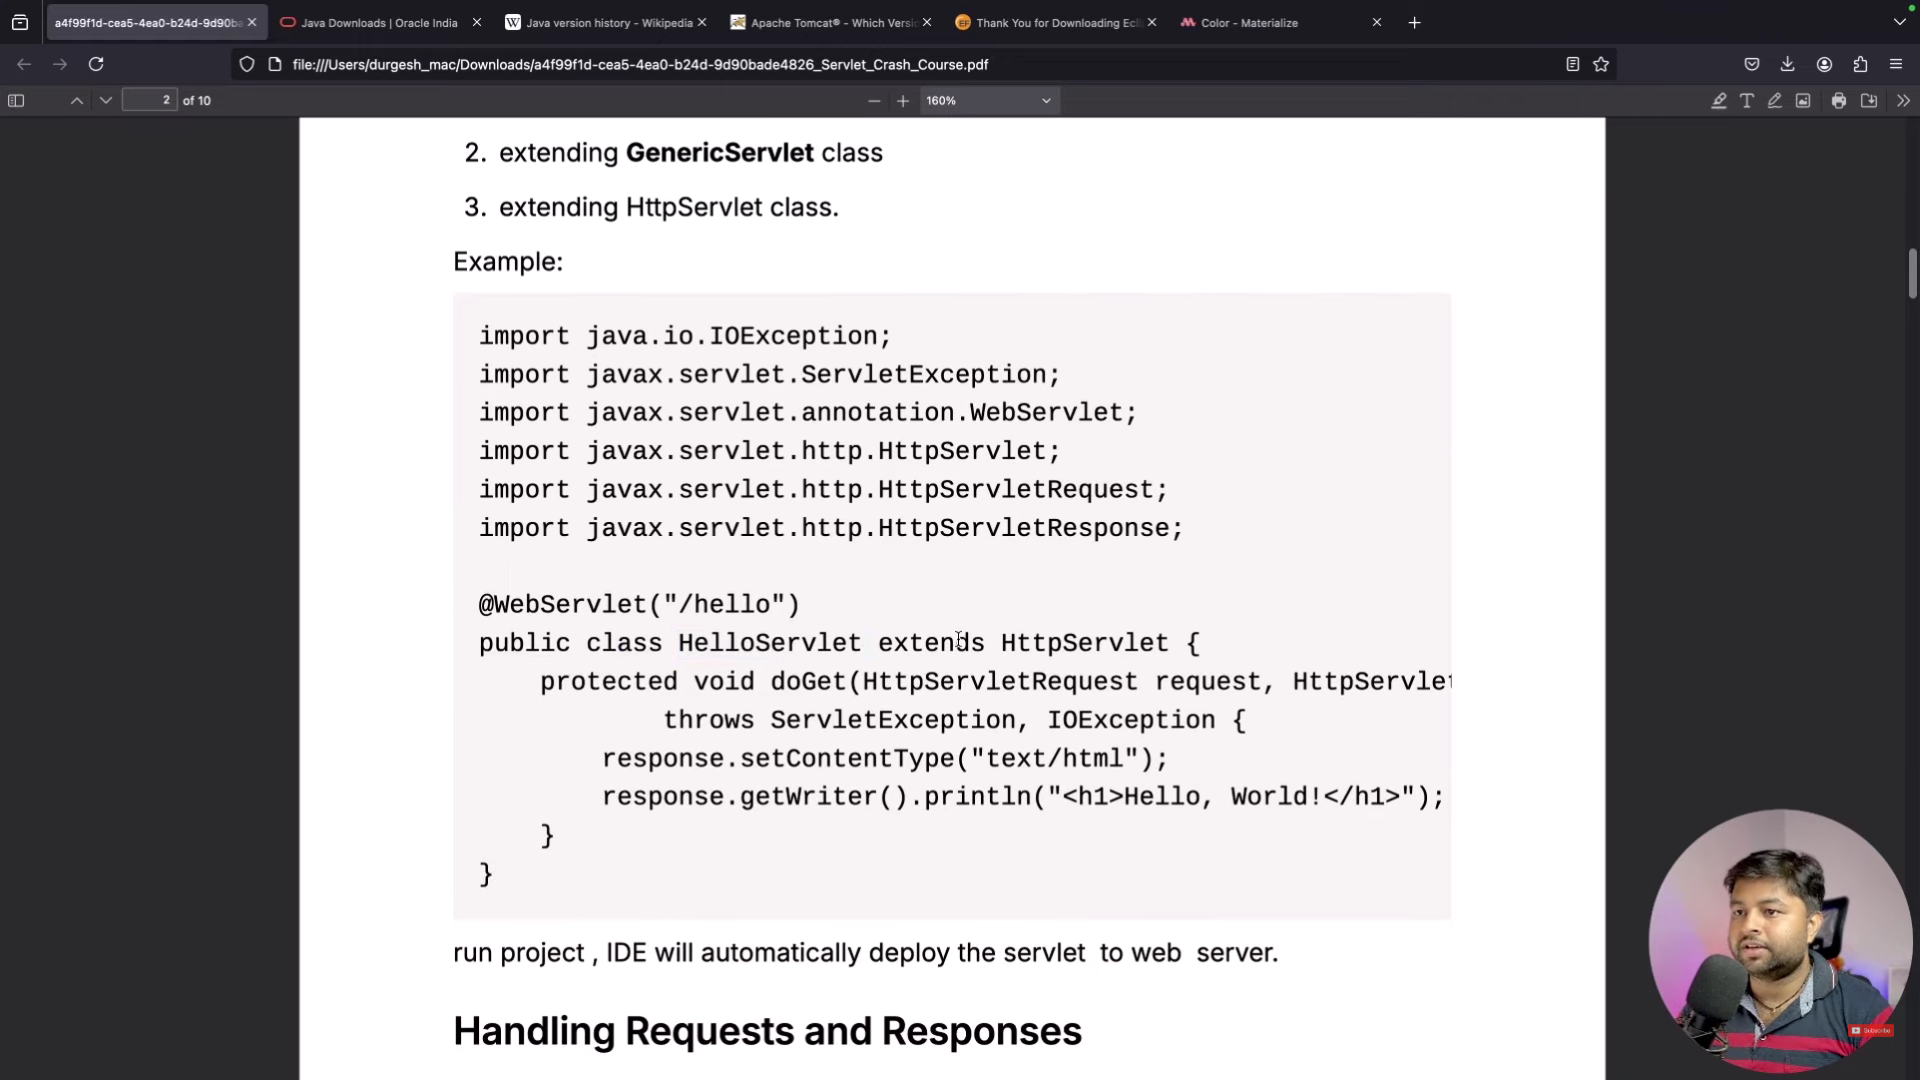 a4f99f1d-cea5-4ea0-b24d-9d90ba
Java Downloads | Oracle India
Java version history - Wikipedia
Apache Tomcat® - Which Versi
Thank You for Downloading Ecl
Color - Materialize
file:///Users/durgesh_mac/Downloads/a4f99f1d-cea5-4ea0-b24d-9d90bade4826_Servlet_Crash_Course.pdf
2 of 10
160%
2. extending GenericServlet class
3. extending HttpServlet class.
Example:
import java.io.IOException;
import javax.servlet.ServletException;
import javax.servlet.annotation.WebServlet;
import javax.servlet.http.HttpServlet;
import javax.servlet.http.HttpServletRequest;
import javax.servlet.http.HttpServletResponse;
@WebServlet("/hello")
public class HelloServlet extends HttpServlet {
protected void doGet(HttpServletRequest request, HttpServlet
throws ServletException, IOException {
response.setContentType("text/html");
response.getWriter().println("<h1>Hello, World!</h1>");
}
}
run project , IDE will automatically deploy the servlet to web server.
Handling Requests and Responses
Subscribe